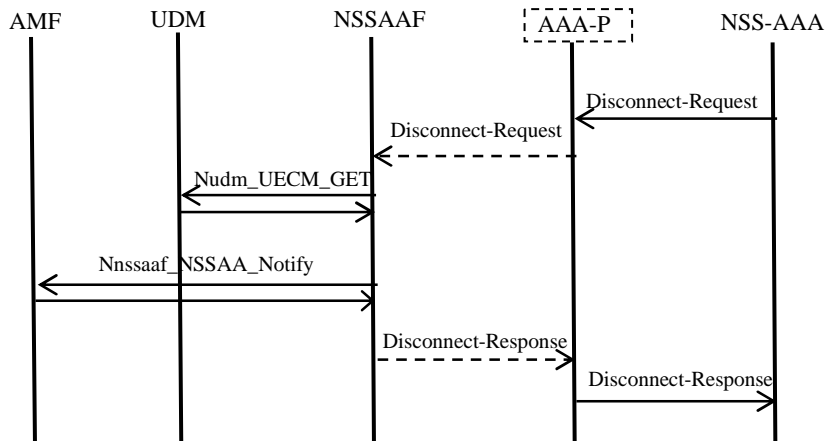 AMF
UDM
NSSAAF
AAA-P
NSS-AAA
Disconnect-Request
Disconnect-Request
Nudm_UECM_GET
Nnssaaf_NSSAA_Notify
Disconnect-Response
Disconnect-Response